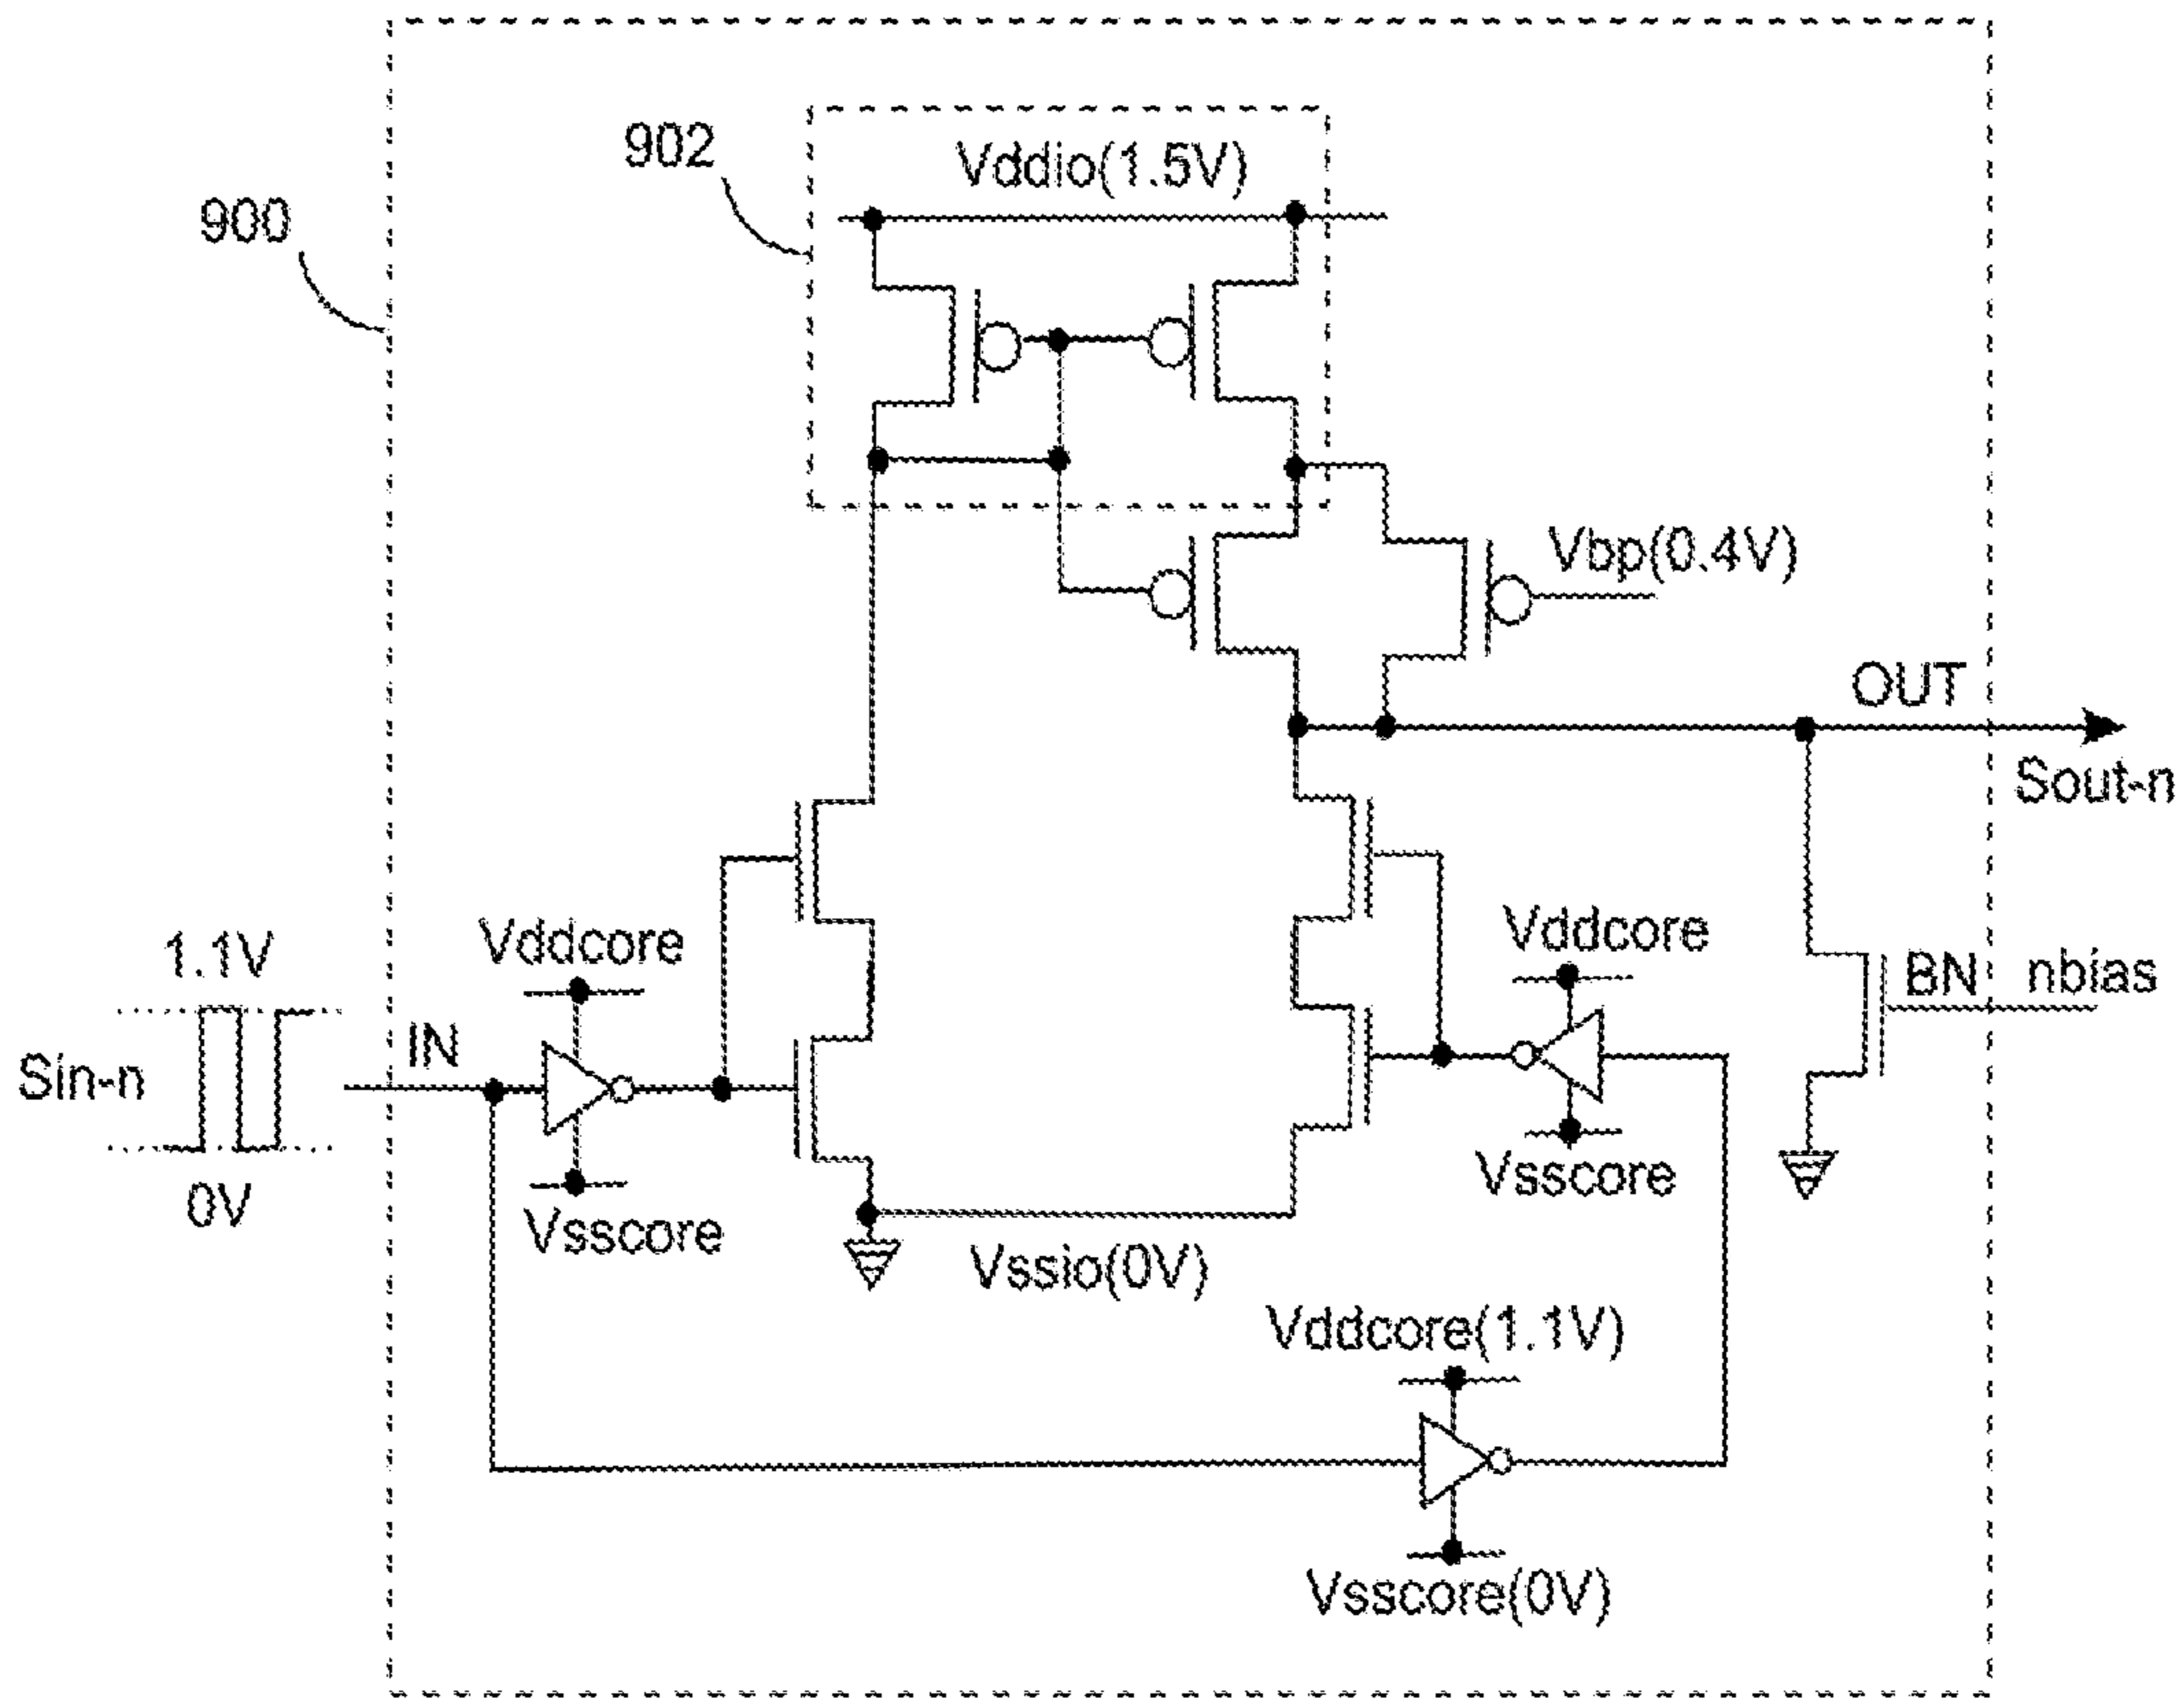 902
Vddio(1.5V)
900
Vbp(0.4V)
OUT
Sout-n
1.1V
Vddcore
Vddcore
BN
nbias
IN
Sin-n
0V
Vsscore
Vsscore
Vssio(0V)
Vddcore(1.1V)
Vsscore(0V)